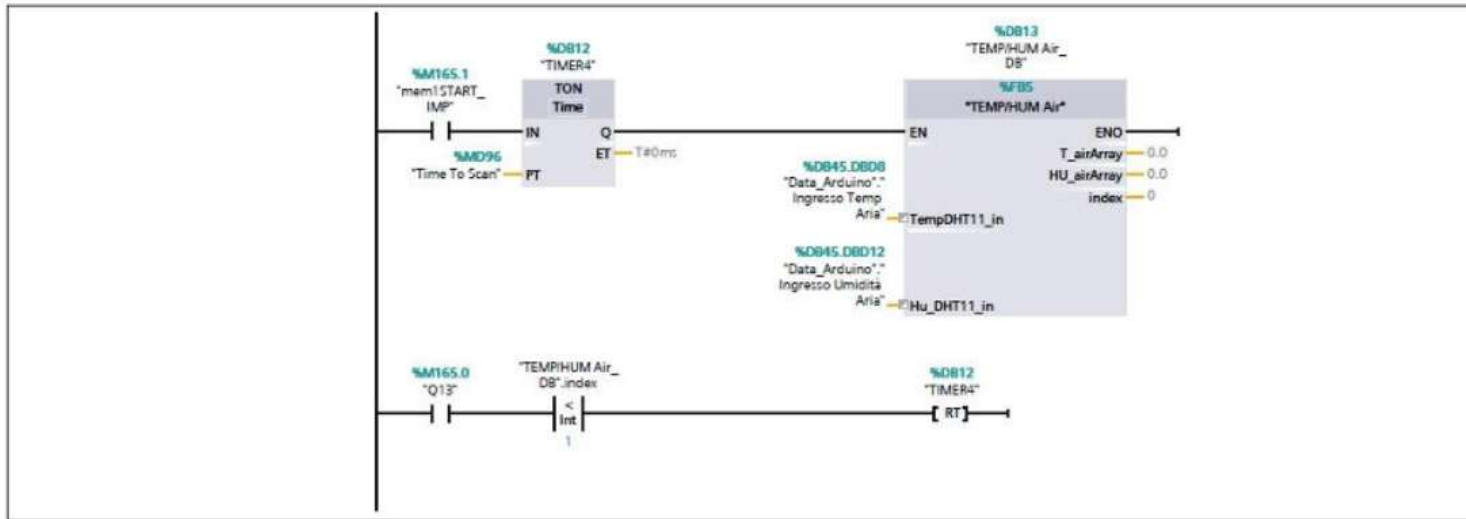 %DB13
"TEMP/HUM Air_
DB"
%DB12
"TIMER4"
%M165.1
"mem1START_
IMP"
TON
Time
%FB5
"TEMP/HUM Air"
IN
Q
EN
ENO
%MD96
"Time To Scan"
PT
ET
T#0ms
T_airArray
0.0
HU_airArray
0.0
index
0
%DB45.DBD8
"Data_Arduino"."
Ingresso Temp
Aria"
TempDHT11_in
%DB45.DBD12
"Data_Arduino"."
Ingresso Umidità
Aria"
Hu_DHT11_in
%M165.0
"Q13"
"TEMP/HUM Air_
DB".index
<
Int
1
%DB12
"TIMER4"
RT